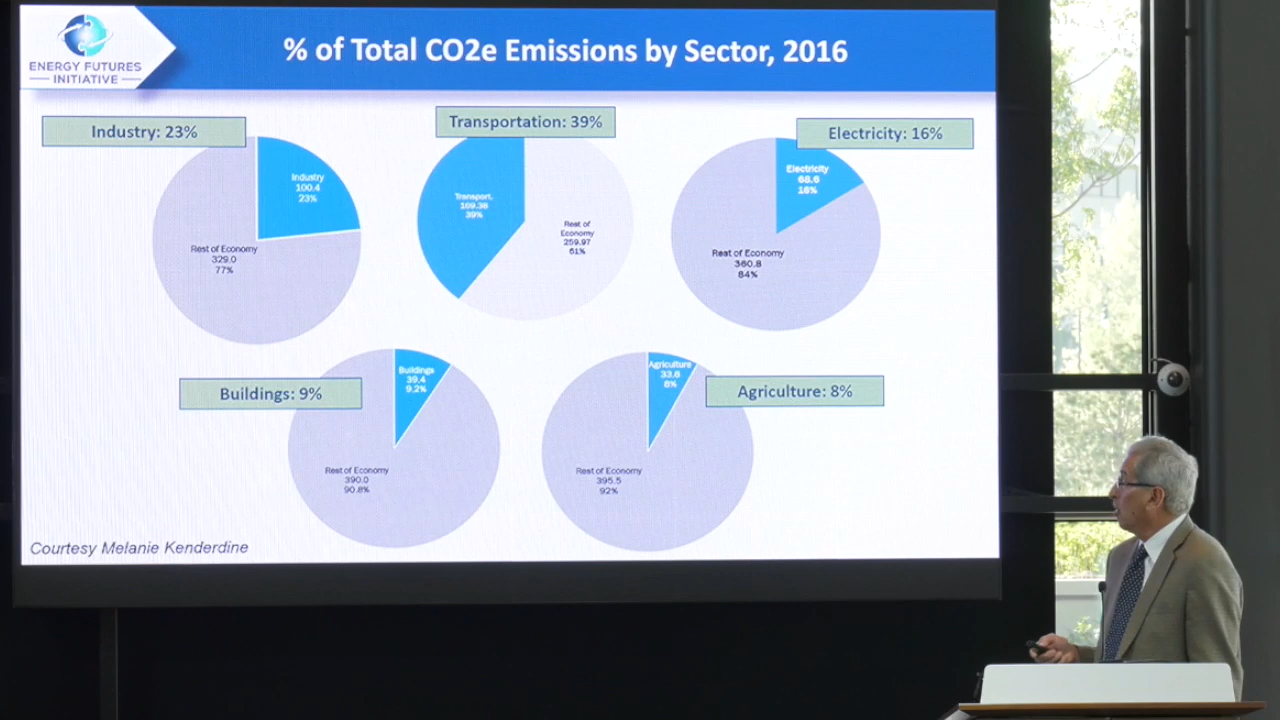 ENERGY FUTURES
INITIATIVE
% of Total CO2e Emissions by Sector, 2016
Industry: 23%
Industry
100.4
23%
Rest of Economy
329.0
77%
Transportation: 39%
Transport.
169.38
39%
Rest of
Economy
259.97
61%
Electricity: 16%
Electricity
68.6
16%
Rest of Economy
360.8
84%
Buildings: 9%
Buildings
39.4
9.2%
Rest of Economy
390.0
90.8%
Agriculture: 8%
Agriculture
33.8
8%
Rest of Economy
395.5
92%
Courtesy Melanie Kenderdine